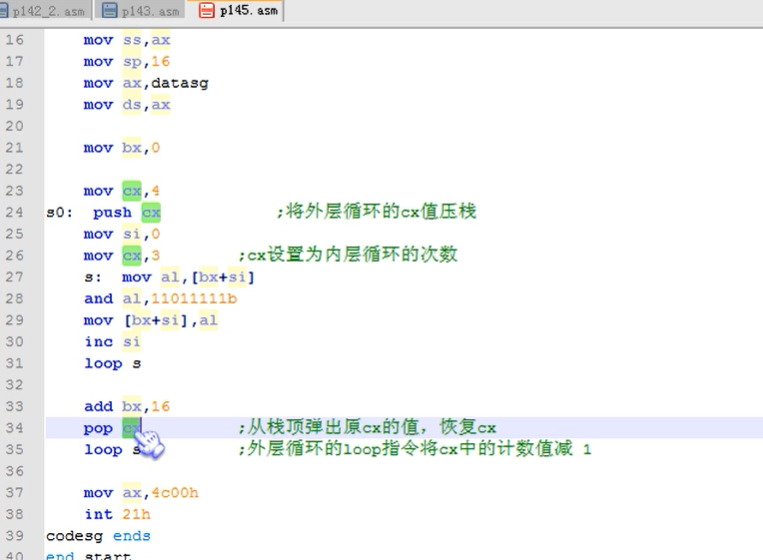 p142_2.asm p143.asm p145.asm
16 mov ss,ax
17 mov sp,16
18 mov ax,datasg
19 mov ds,ax
20
21 mov bx,0
22
23 mov cx,4
24 s0: push cx ;将外层循环的cx值压栈
25 mov si,0
26 mov cx,3 ;cx设置为内层循环的次数
27 s: mov al,[bx+si]
28 and al,11011111b
29 mov [bx+si],al
30 inc si
31 loop s
32
33 add bx,16
34 pop cx ;从栈顶弹出原cx的值，恢复cx
35 loop s ;外层循环的loop指令将cx中的计数值减 1
36
37 mov ax,4c00h
38 int 21h
39 codesg ends
40 end start